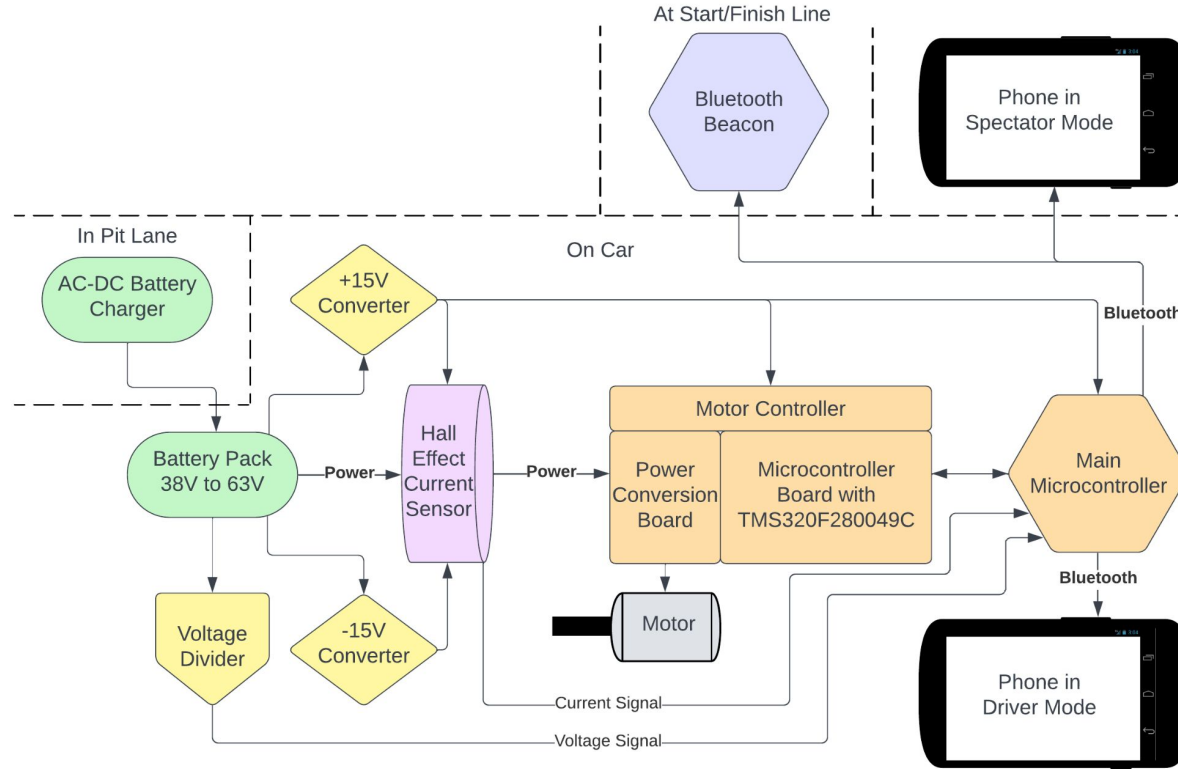 At Start/Finish Line
Bluetooth
Beacon
Phone in
Spectator Mode
In Pit Lane
On Car
AC-DC Battery
Charger
+15V
Converter
Bluetooth
Motor Controller
Hall
Effect
Current
Sensor
Battery Pack
38V to 63V
Power
Power
Power
Conversion
Board
Microcontroller
Board with
TMS320F280049C
Main
Microcontroller
Bluetooth
Voltage
Divider
-15V
Converter
Motor
Phone in
Driver Mode
Current Signal
Voltage Signal